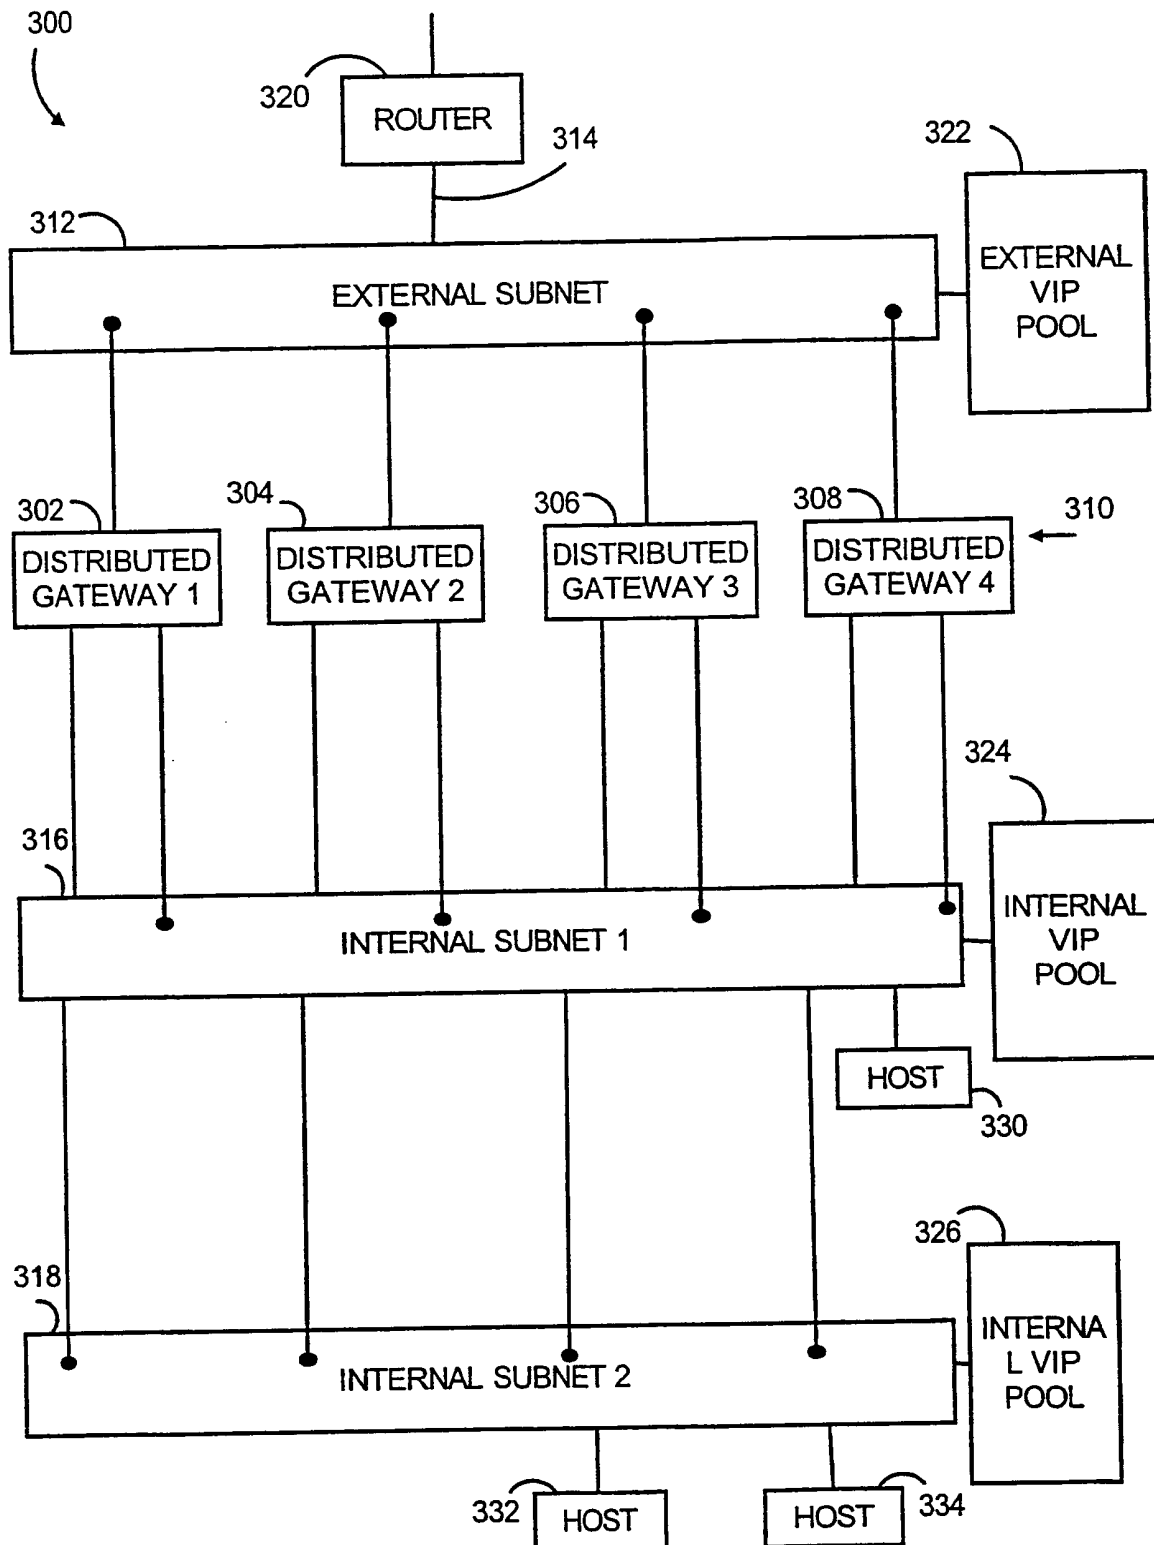 300
320
ROUTER
314
322
312
EXTERNAL SUBNET
EXTERNAL
VIP
POOL
302
304
306
308
310
DISTRIBUTED
GATEWAY 1
DISTRIBUTED
GATEWAY 2
DISTRIBUTED
GATEWAY 3
DISTRIBUTED
GATEWAY 4
324
316
INTERNAL SUBNET 1
INTERNAL
VIP
POOL
HOST
330
326
318
INTERNAL SUBNET 2
INTERNA
L VIP
POOL
332
HOST
HOST
334